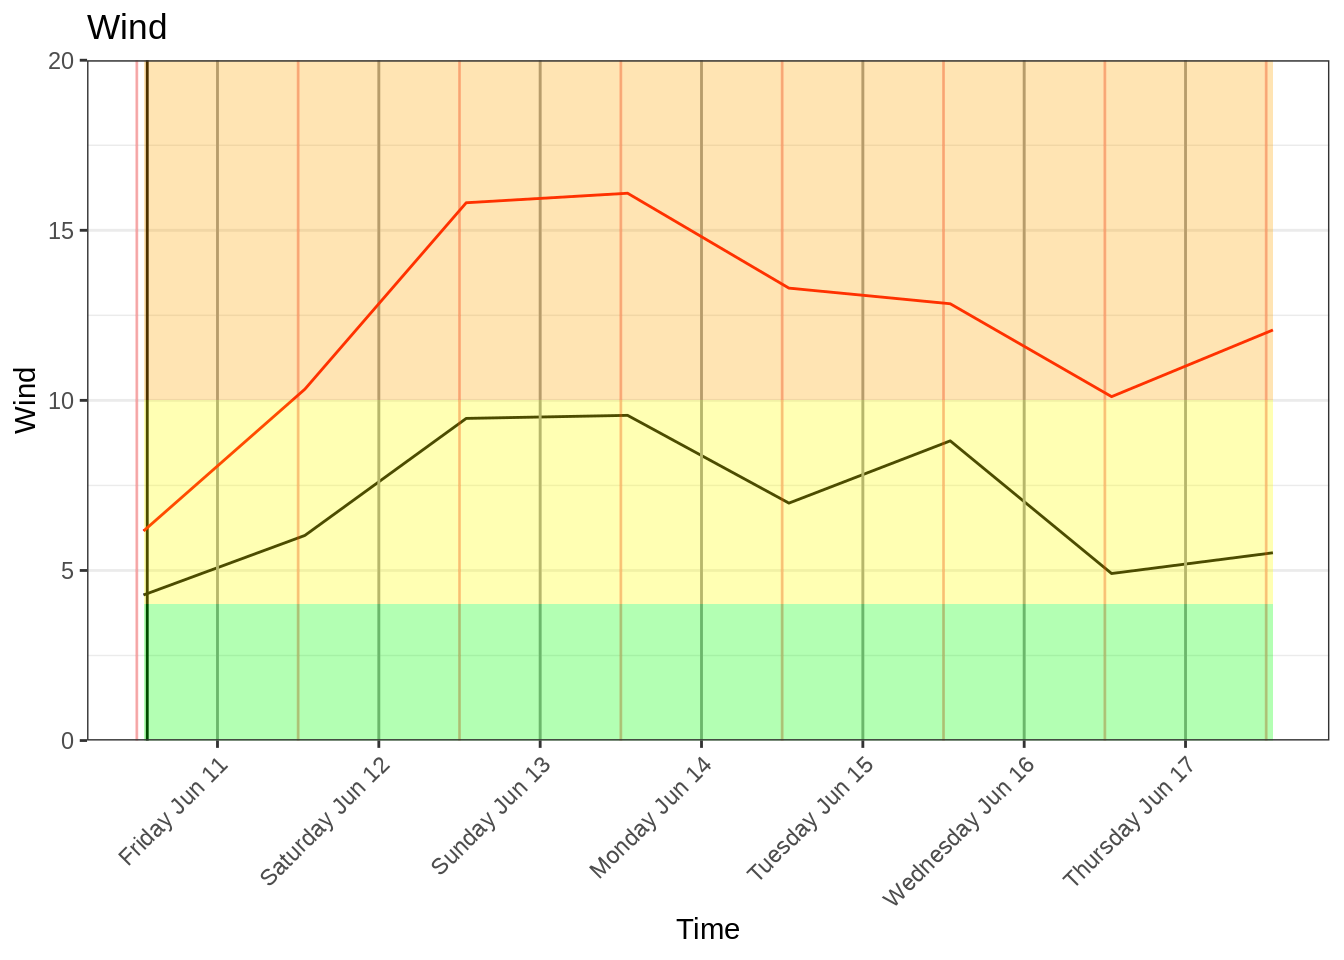 Wind
20
15
10
5
0
Wind
Friday Jun 11
Saturday Jun 12
Sunday Jun 13
Monday Jun 14
Tuesday Jun 15
Wednesday Jun 16
Thursday Jun 17
Time